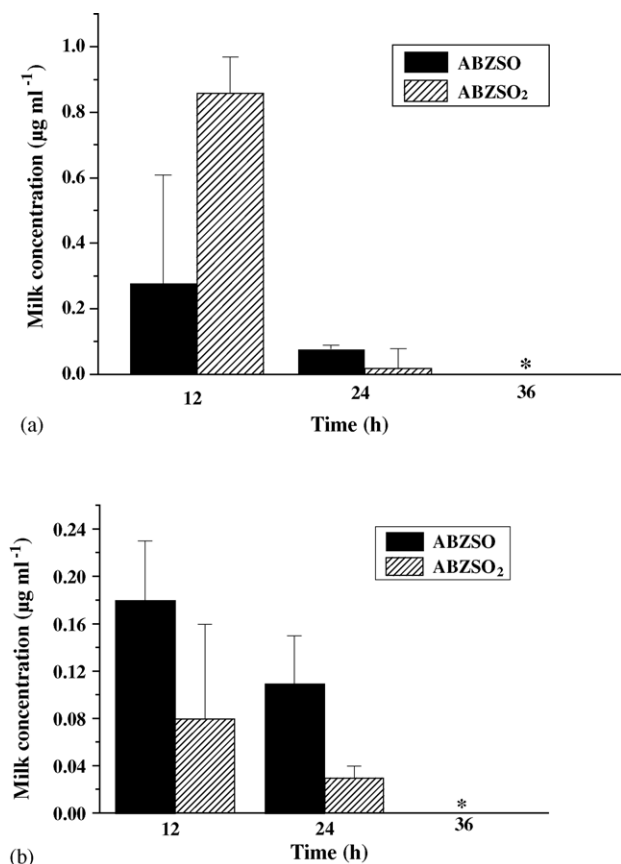 1.0
0.8
0.6
0.4
0.2
0.0
Milk concentration (µg ml⁻¹)
ABZSO
ABZSO₂
*
12 24 36
Time (h)
(a)
0.24
0.20
0.16
0.12
0.08
0.04
0.00
Milk concentration (µg ml⁻¹)
ABZSO
ABZSO₂
*
12 24 36
Time (h)
(b)